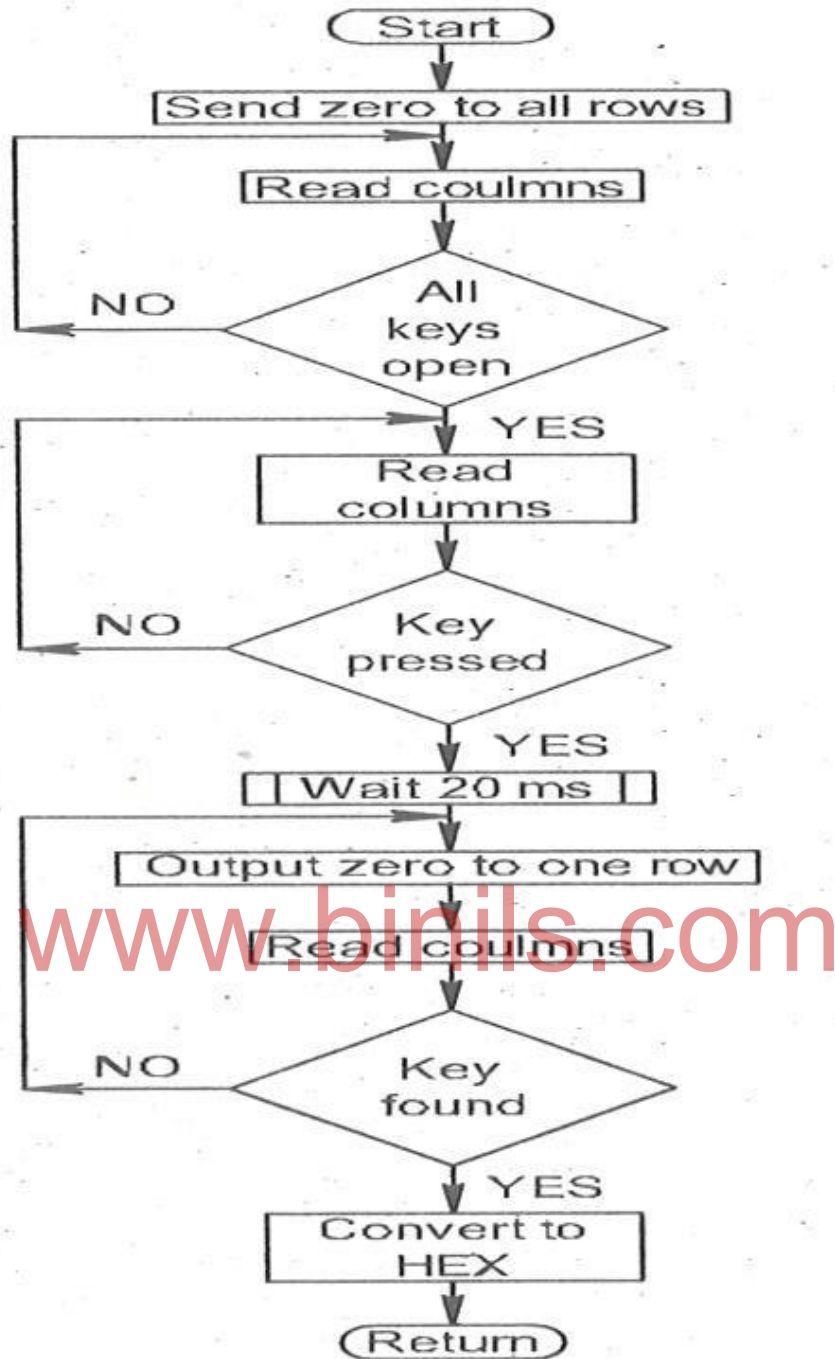 Start
Send zero to all rows
Read coulmns
NO
All
keys
open
YES
Read
columns
NO
Key
pressed
YES
Wait 20 ms
Output zero to one row
www.binils.com
Read coulmns
NO
Key
found
YES
Convert to
HEX
Return